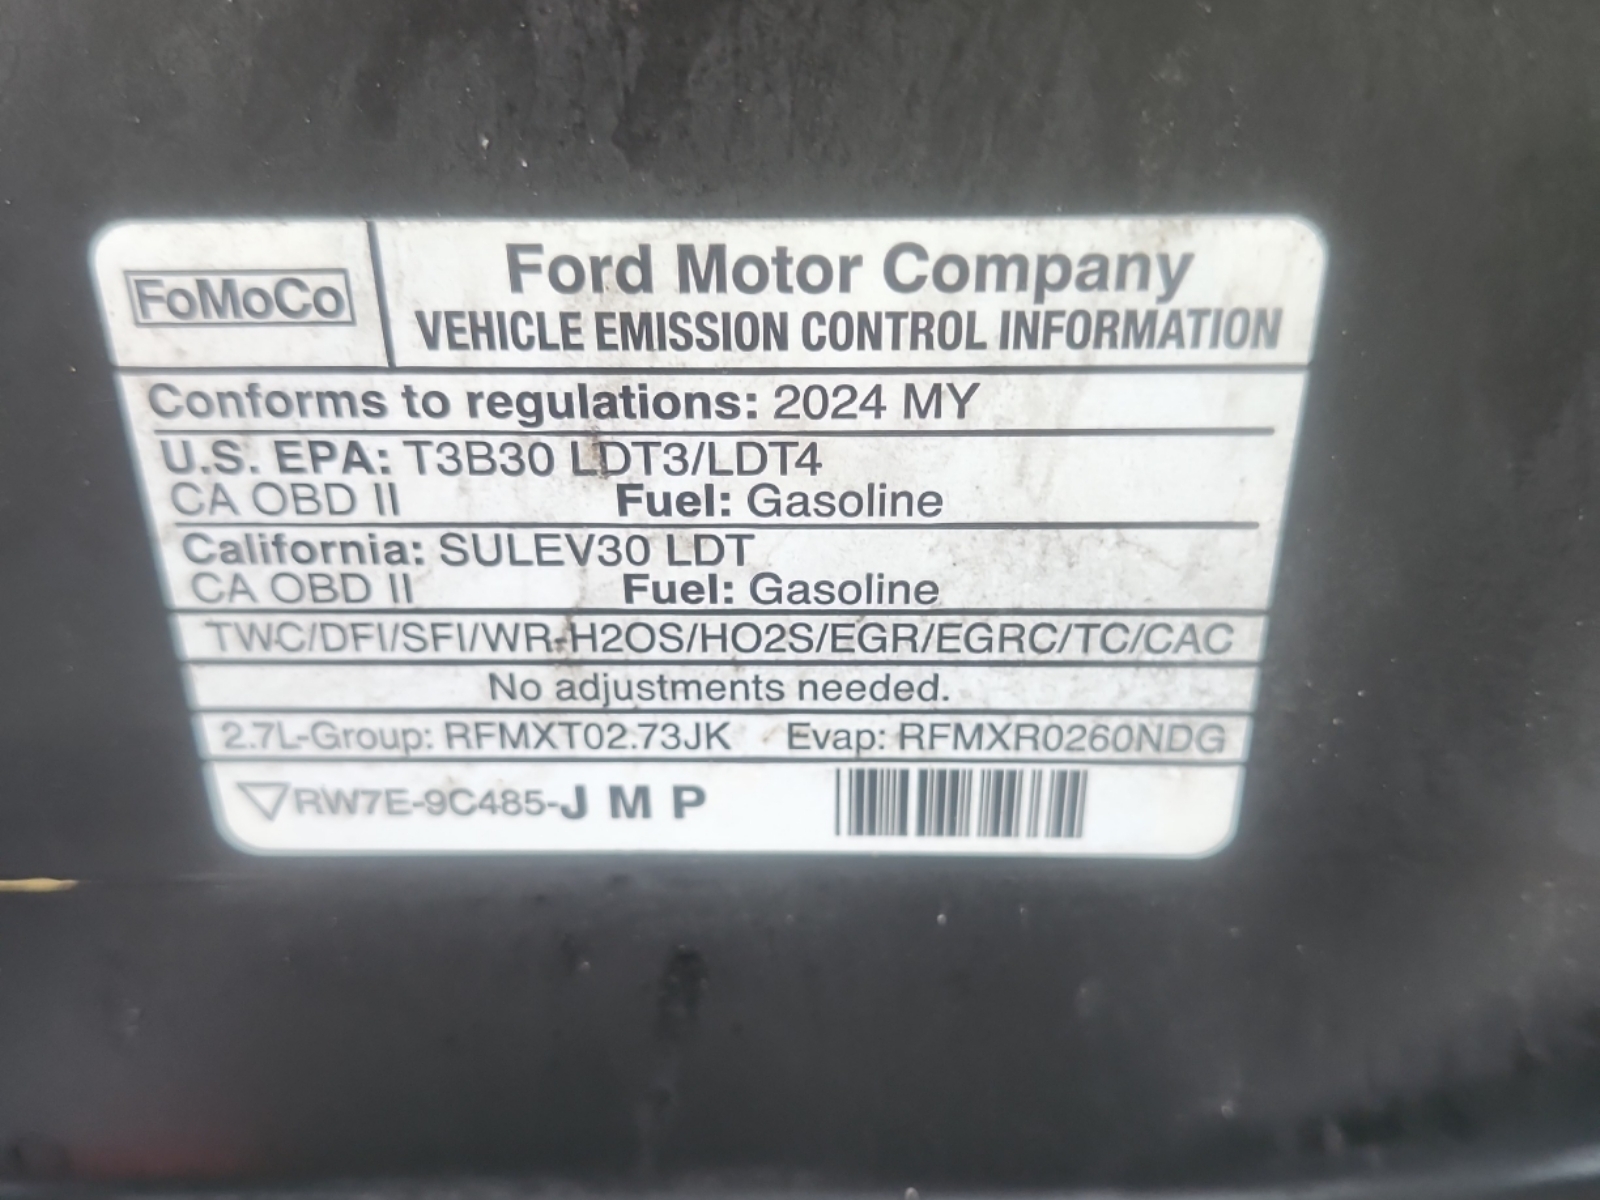 FoMoCo
Ford Motor Company
VEHICLE EMISSION CONTROL INFORMATION
Conforms to regulations: 2024 MY
U.S. EPA: T3B30 LDT3/LDT4
CA OBD II Fuel: Gasoline
California: SULEV30 LDT
CA OBD II Fuel: Gasoline
TWC/DFI/SFI/WR-H2OS/HO2S/EGR/EGRC/TC/CAC
No adjustments needed.
2.7L-Group: RFMXT02.73JK Evap: RFMXR0260NDG
RW7E-9C485-J M P